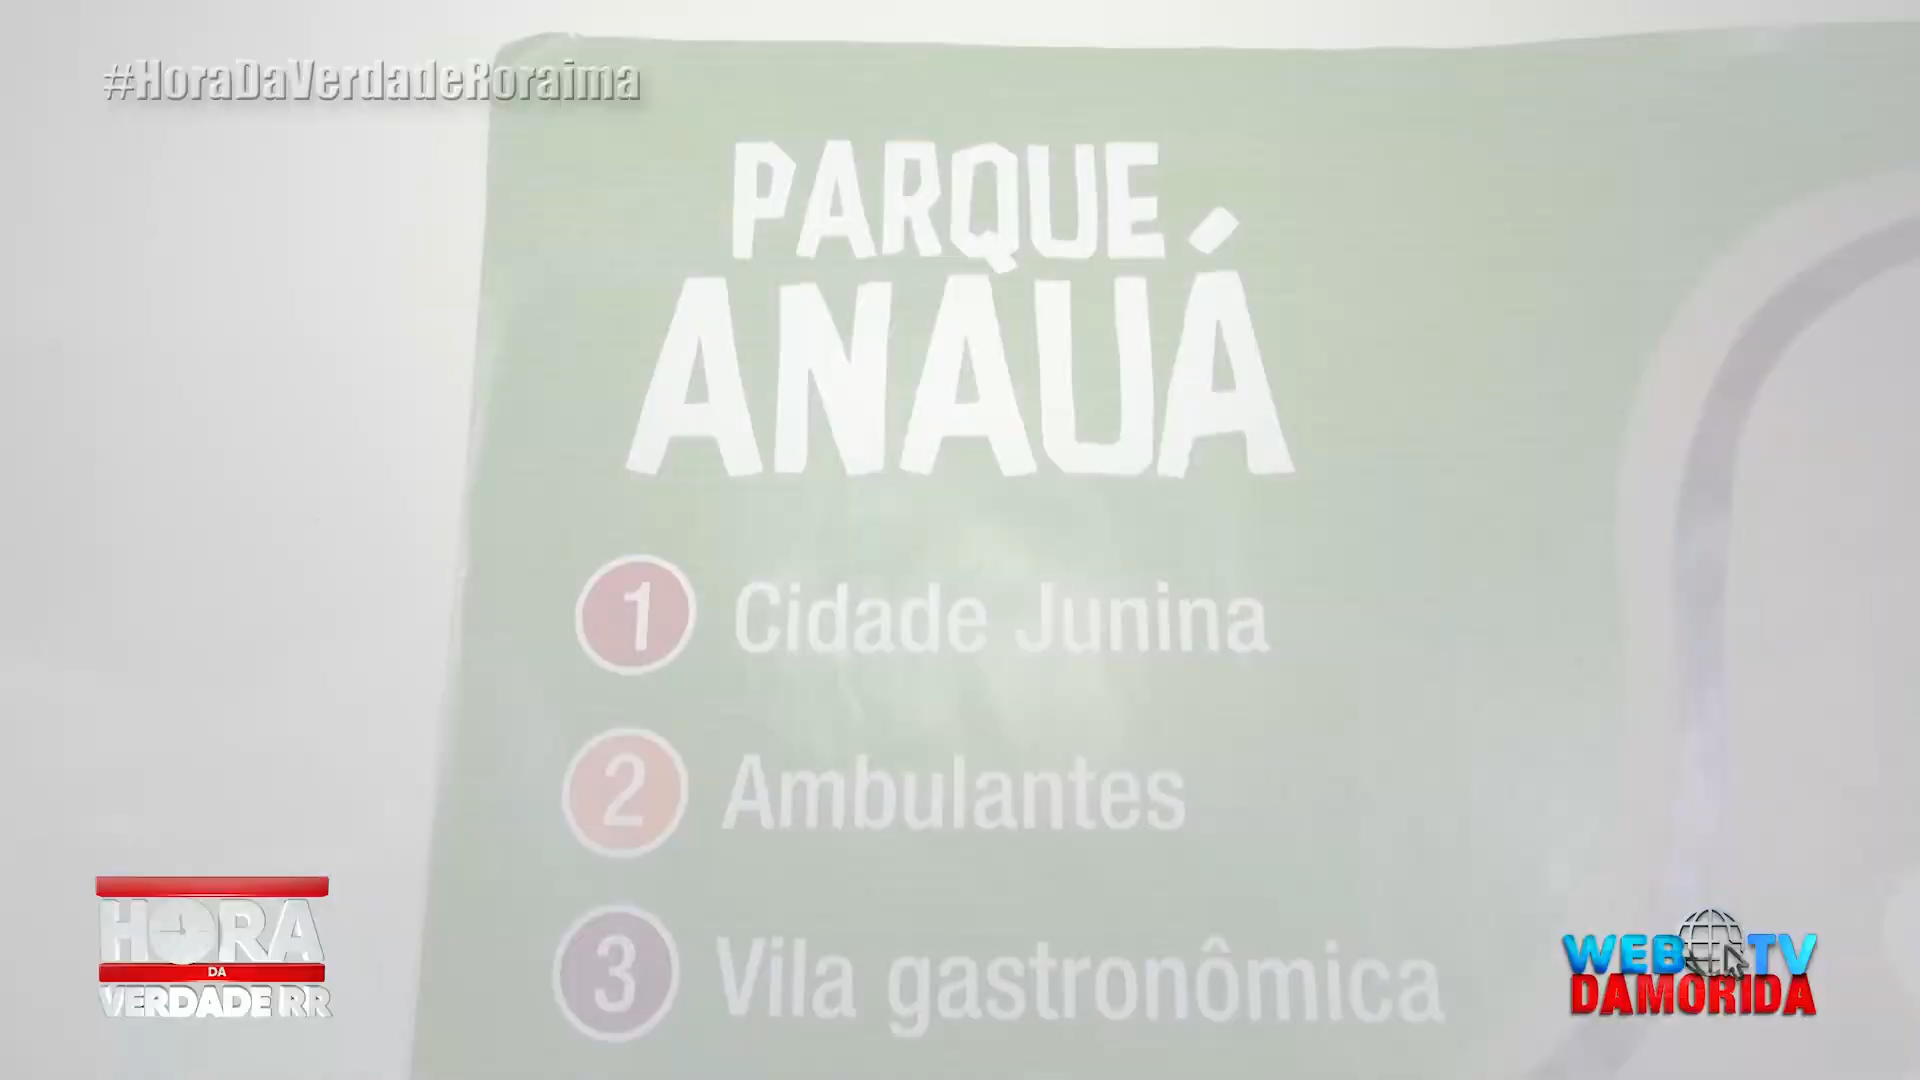 #HoraDaVerdadeRoraima
PARQUE
ANAUÁ
1 Cidade Junina
2 Ambulantes
3 Vila gastronômica
HORA
DA
VERDADE RR
WEB TV
DAMORIDA